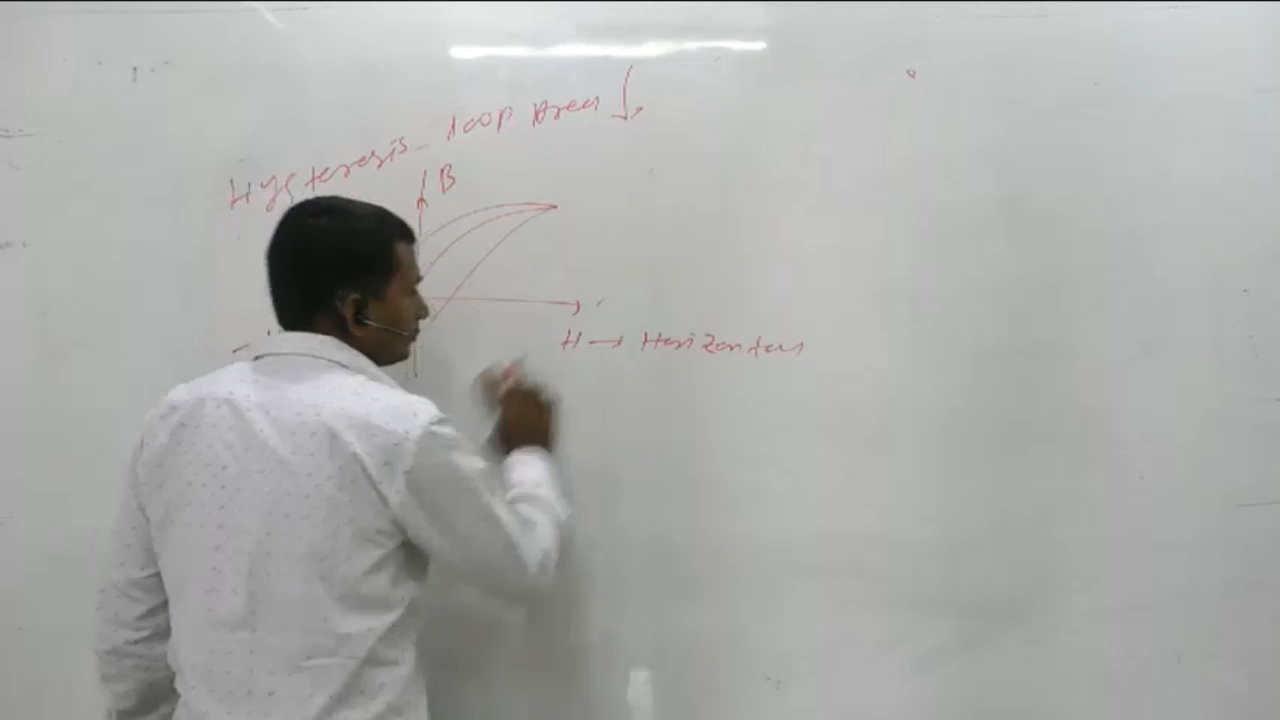 Hysteresis loop Area ↓
B
H → Horizontal